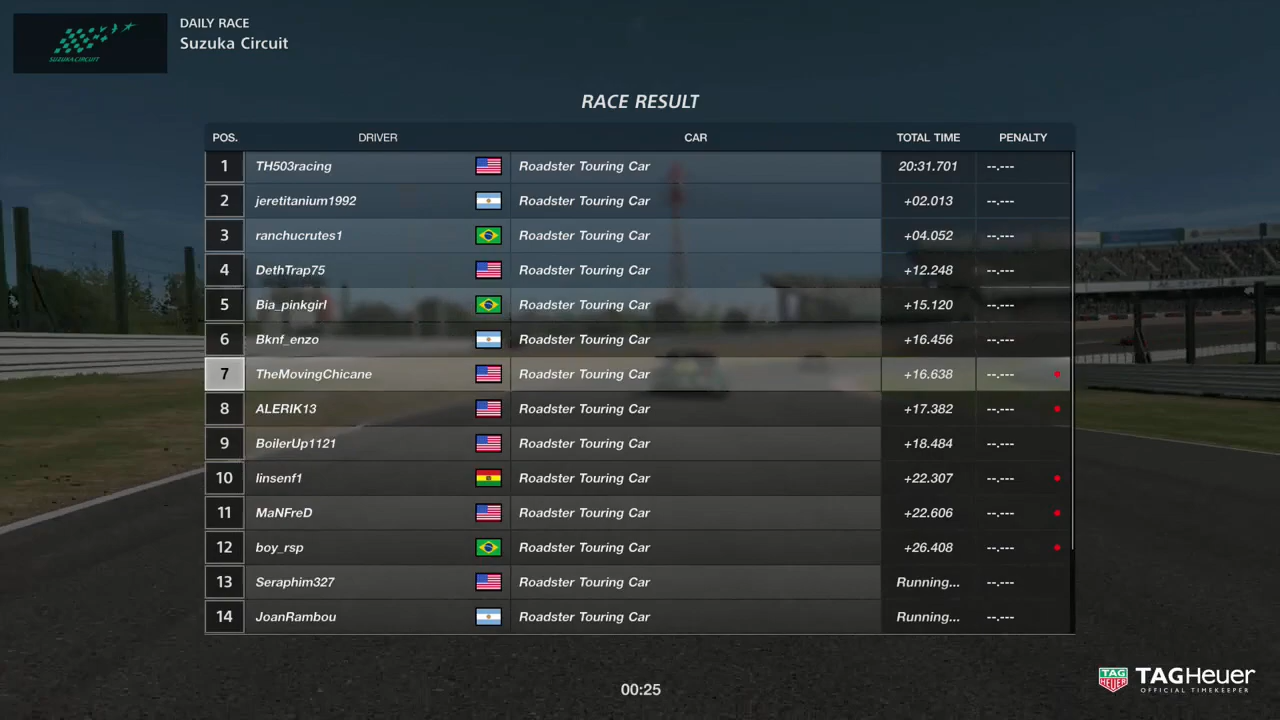 DAILY RACE
Suzuka Circuit
SUZUKA CIRCUIT
RACE RESULT
POS. DRIVER CAR TOTAL TIME PENALTY
1 TH503racing Roadster Touring Car 20:31.701 --.---
2 jeretitanium1992 Roadster Touring Car +02.013 --.---
3 ranchucrutes1 Roadster Touring Car +04.052 --.---
4 DethTrap75 Roadster Touring Car +12.248 --.---
5 Bia_pinkgirl Roadster Touring Car +15.120 --.---
6 Bknf_enzo Roadster Touring Car +16.456 --.---
7 TheMovingChicane Roadster Touring Car +16.638 --.---
8 ALERIK13 Roadster Touring Car +17.382 --.---
9 BoilerUp1121 Roadster Touring Car +18.484 --.---
10 linsenf1 Roadster Touring Car +22.307 --.---
11 MaNFreD Roadster Touring Car +22.606 --.---
12 boy_rsp Roadster Touring Car +26.408 --.---
13 Seraphim327 Roadster Touring Car Running... --.---
14 JoanRambou Roadster Touring Car Running... --.---
00:25
TAG HEUER TAGHeuer
OFFICIAL TIMEKEEPER